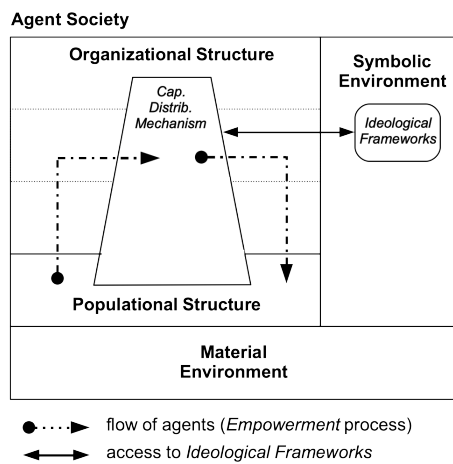 Agent Society
Organizational Structure
Symbolic
Environment
Cap.
Distrib.
Mechanism
Ideological
Frameworks
Populational Structure
Material
Environment
flow of agents (Empowerment process)
access to Ideological Frameworks